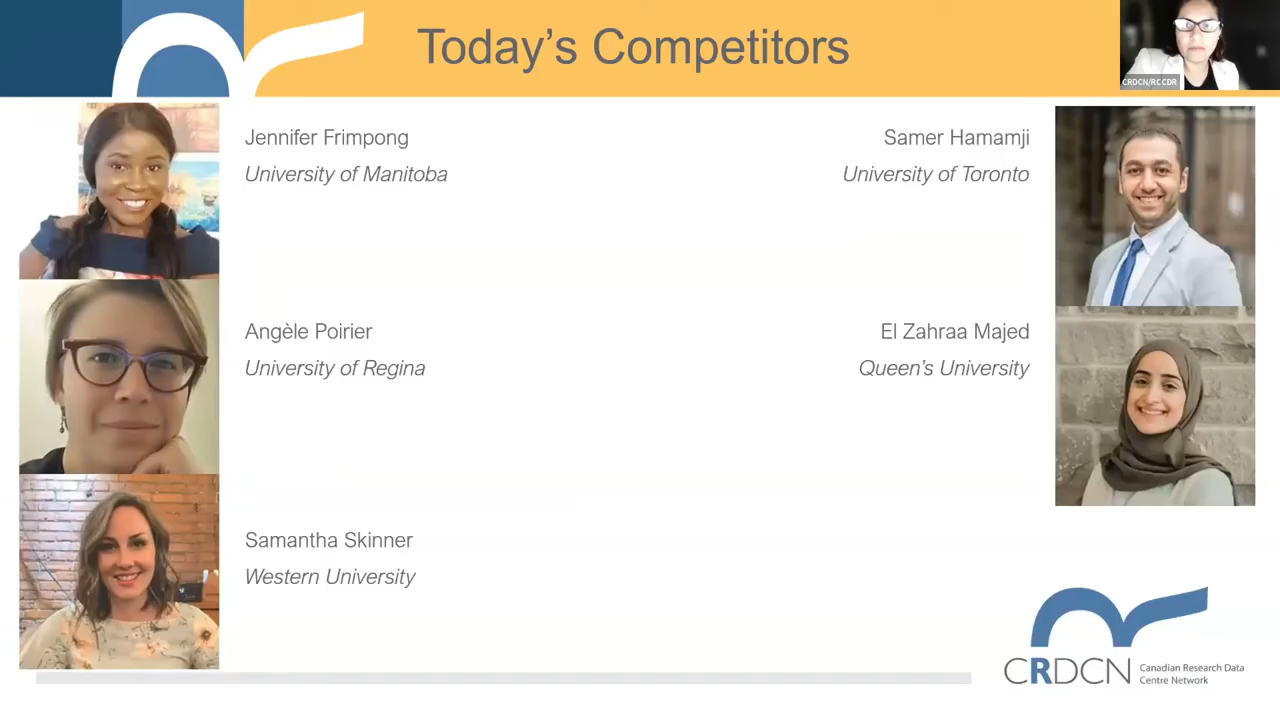 Today's Competitors
CRDCN/RCCDR
Jennifer Frimpong
University of Manitoba
Samer Hamamji
University of Toronto
Angèle Poirier
University of Regina
El Zahraa Majed
Queen's University
Samantha Skinner
Western University
CRDCN
Canadian Research Data
Centre Network